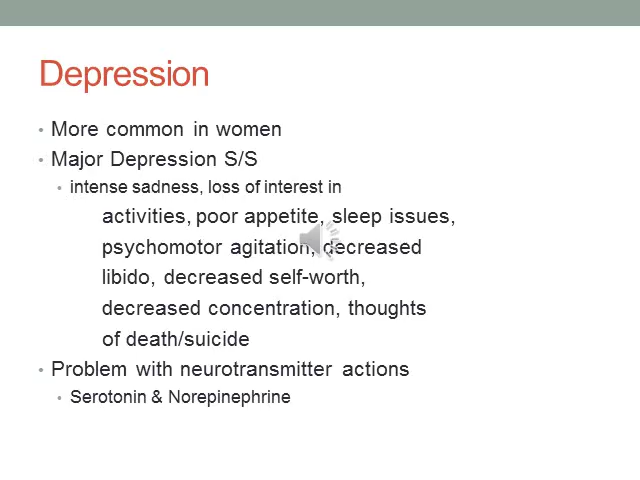 Depression
• More common in women
• Major Depression S/S
• intense sadness, loss of interest in
activities, poor appetite, sleep issues,
psychomotor agitation, decreased
libido, decreased self-worth,
decreased concentration, thoughts
of death/suicide
• Problem with neurotransmitter actions
• Serotonin & Norepinephrine